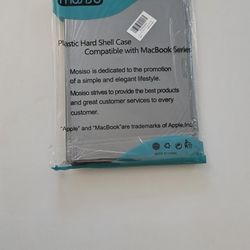 mosiso
Plastic Hard Shell Case
Compatible with MacBook Series
Mosiso is dedicated to the promotion
of a simple and elegant lifestyle.
Mosiso strives to provide the best products
and great customer services to every
customer.
"Apple" and "MacBook"are trademarks of Apple,Inc.